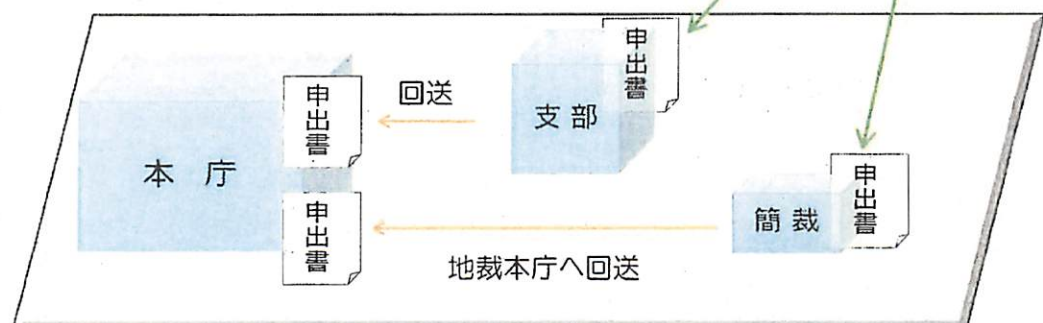 申出書
支部
回送
申出書
本庁
申出書
簡裁
申出書
地裁本庁へ回送